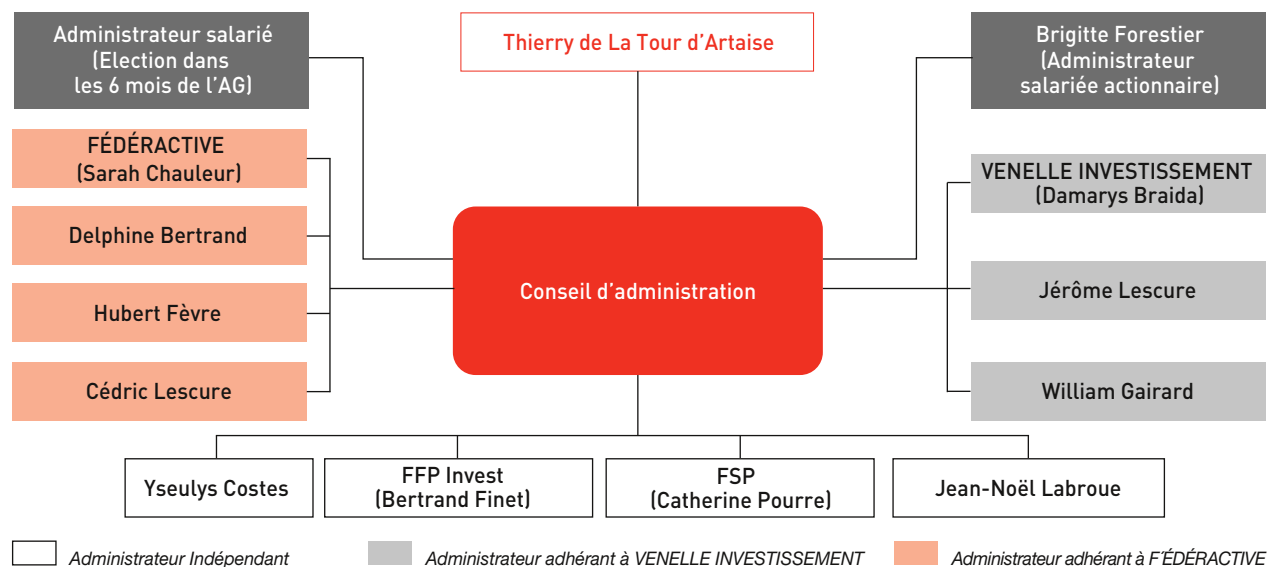 Administrateur salarié
(Election dans
les 6 mois de l'AG)
Thierry de La Tour d'Artaise
Brigitte Forestier
(Administrateur
salariée actionnaire)
FÉDÉRACTIVE
(Sarah Chauleur)
Delphine Bertrand
Hubert Fèvre
Cédric Lescure
Conseil d'administration
VENELLE INVESTISSEMENT
(Damarys Braida)
Jérôme Lescure
William Gairard
Yseulys Costes
FFP Invest
(Bertrand Finet)
FSP
(Catherine Pourre)
Jean-Noël Labroue
Administrateur Indépendant
Administrateur adhérant à VENELLE INVESTISSEMENT
Administrateur adhérant à F'ÉDÉRACTIVE